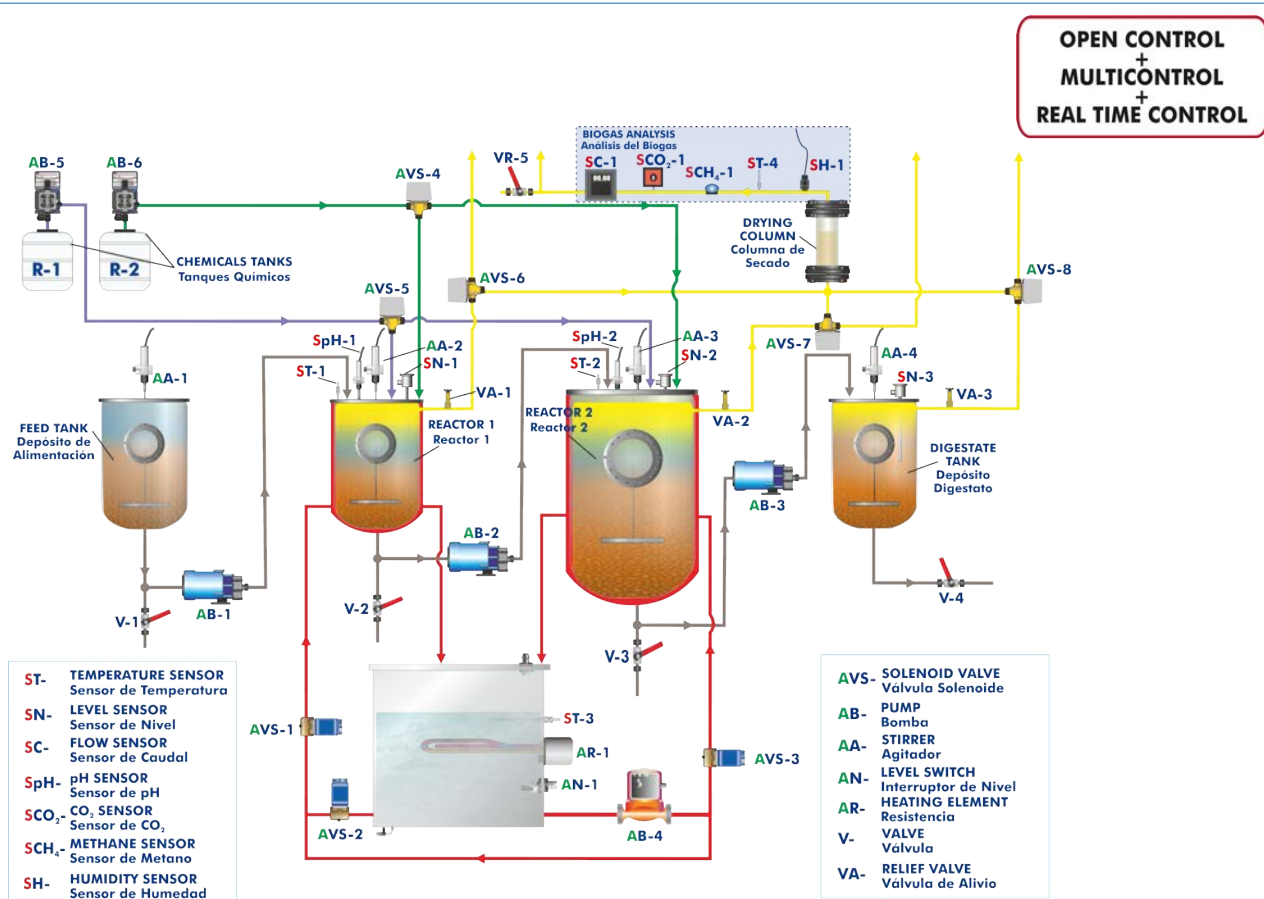 OPEN CONTROL
+
MULTICONTROL
+
REAL TIME CONTROL
BIOGAS ANALYSIS
Análisis del Biogas
SC-1
SCO₂-1
SCH₄-1
ST-4
SH-1
VR-5
AB-5
AB-6
AVS-4
R-1
R-2
CHEMICALS TANKS
Tanques Químicos
DRYING
COLUMN
Columna de
Secado
AVS-6
AVS-8
AVS-5
AVS-7
SpH-1
AA-2
SN-1
ST-1
SpH-2
AA-3
SN-2
ST-2
AA-4
SN-3
AA-1
VA-1
VA-2
VA-3
FEED TANK
Depósito de
Alimentación
REACTOR 1
Reactor 1
REACTOR 2
Reactor 2
DIGESTATE
TANK
Depósito
Digestato
AB-1
AB-2
AB-3
V-1
V-2
V-3
V-4
AVS-1
AVS-2
AVS-3
ST-3
AR-1
AN-1
AB-4
ST- TEMPERATURE SENSOR
Sensor de Temperatura
SN- LEVEL SENSOR
Sensor de Nivel
SC- FLOW SENSOR
Sensor de Caudal
SpH- pH SENSOR
Sensor de pH
SCO₂- CO₂ SENSOR
Sensor de CO₂
SCH₄- METHANE SENSOR
Sensor de Metano
SH- HUMIDITY SENSOR
Sensor de Humedad
AVS- SOLENOID VALVE
Válvula Solenoide
AB- PUMP
Bomba
AA- STIRRER
Agitador
AN- LEVEL SWITCH
Interruptor de Nivel
AR- HEATING ELEMENT
Resistencia
V- VALVE
Válvula
VA- RELIEF VALVE
Válvula de Alivio